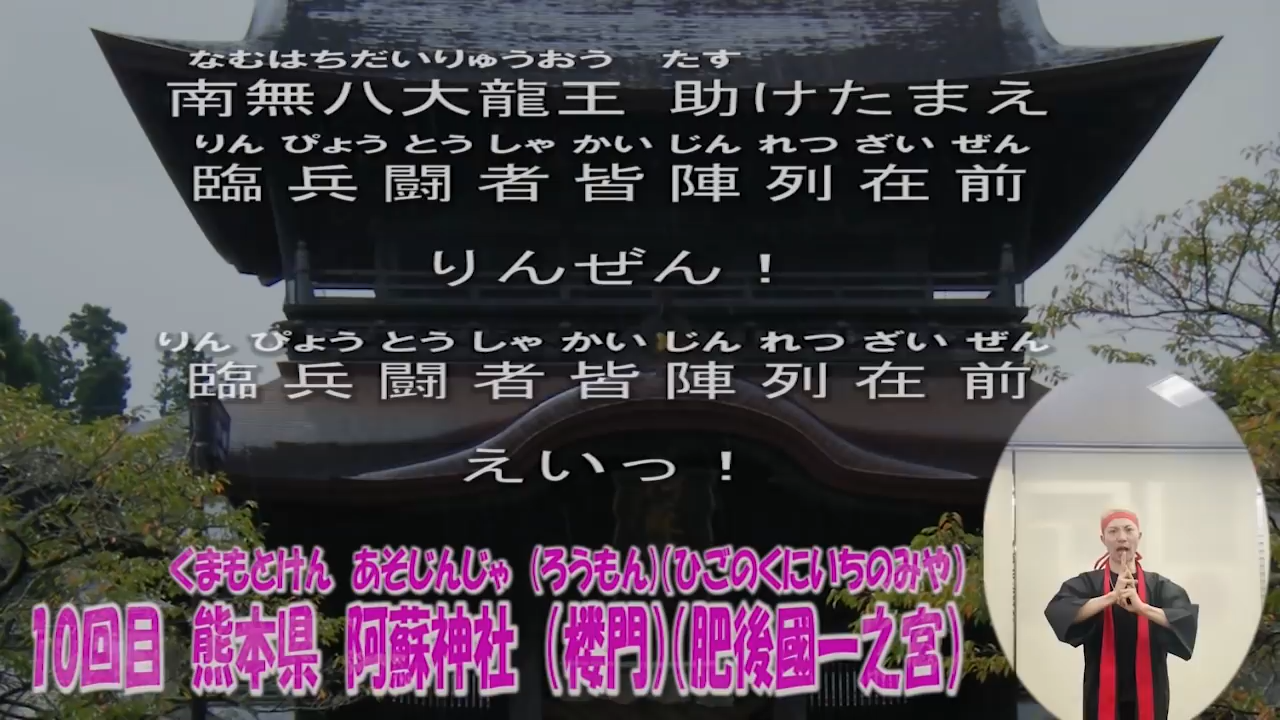 なむはちだいりゅうおう たす
南無八大龍王 助けたまえ
りん ぴょう とう しゃ かい じん れつ ざい ぜん
臨 兵 闘 者 皆 陣 列 在 前
りんぜん！
りん ぴょう とう しゃ かい じん れつ ざい ぜん
臨 兵 闘 者 皆 陣 列 在 前
えいっ！
くまもとけん あそじんじゃ (ろうもん)(ひごのくにいちのみや)
10回目 熊本県 阿蘇神社 (楼門)(肥後國一之宮)